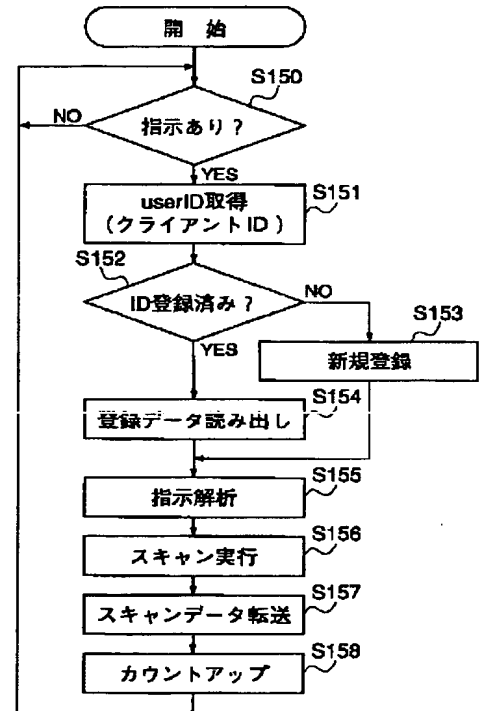 開 始
S150
指示あり?
NO
YES
S151
userID取得
(クライアントID)
S152
ID登録済み?
NO
YES
S153
新規登録
S154
登録データ読み出し
S155
指示解析
S156
スキャン実行
S157
スキャンデータ転送
S158
カウントアップ